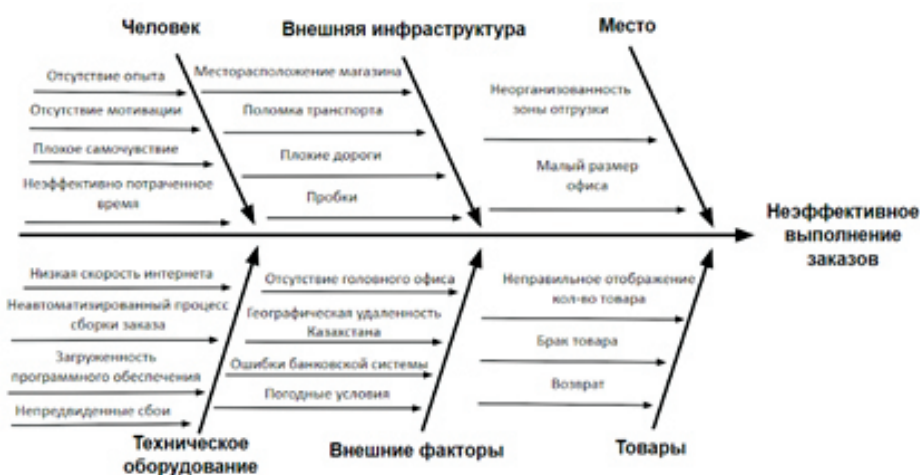 Человек
Внешняя инфраструктура
Место
Отсутствие опыта
Отсутствие мотивации
Плохое самочувствие
Неэффективно потраченное
время
Месторасположение магазина
Поломка транспорта
Плохие дороги
Пробки
Неорганизованность
зоны отгрузки
Малый размер
офиса
Неэффективное
выполнение
заказов
Низкая скорость интернета
Неавтоматизированный процесс
сборки заказа
Загруженность
программного обеспечения
Непредвиденные сбои
Отсутствие головного офиса
Географическая удаленность
Казахстана
Ошибки банковской системы
Погодные условия
Неправильное отображение
кол-во товара
Брак товара
Возврат
Техническое
оборудование
Внешние факторы
Товары